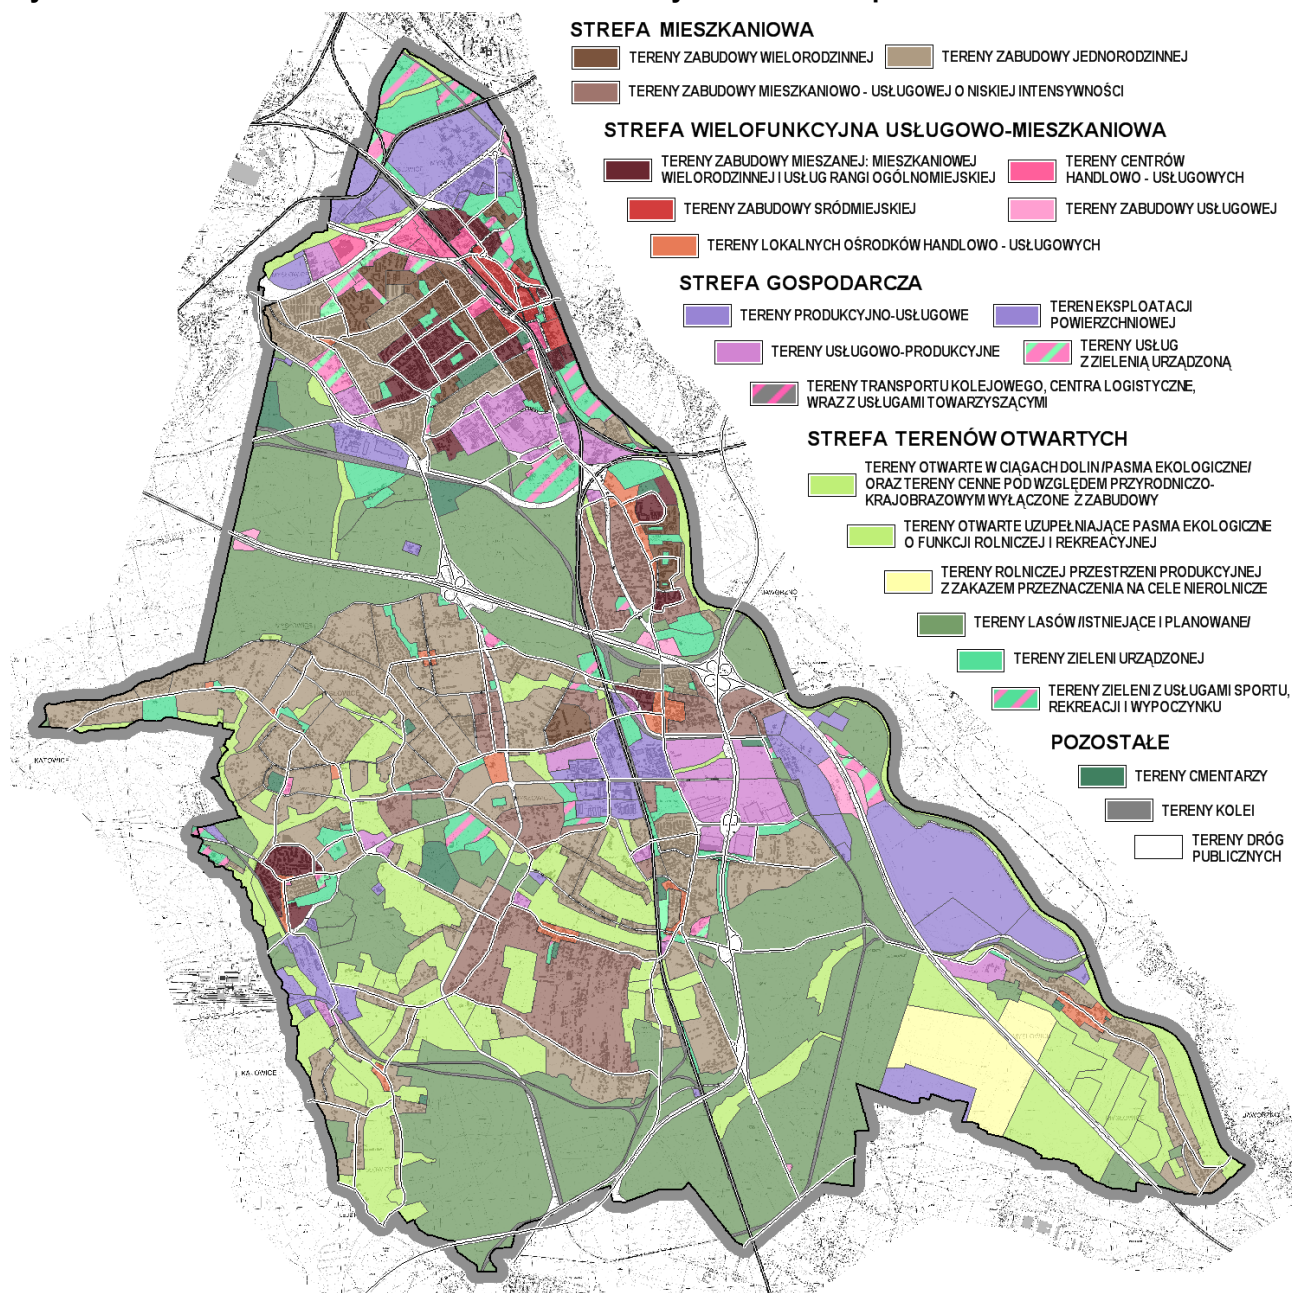 STREFA MIESZKANIOWA
TERENY ZABUDOWY WIELORODZINNEJ
TERENY ZABUDOWY JEDNORODZINNEJ
TERENY ZABUDOWY MIESZKANIOWO - USŁUGOWEJ O NISKIEJ INTENSYWNOŚCI
STREFA WIELOFUNKCYJNA USŁUGOWO-MIESZKANIOWA
TERENY ZABUDOWY MIESZANEJ: MIESZKANIOWEJ
WIELORODZINNEJ I USŁUG RANGI OGÓLNOMIEJSKIEJ
TERENY CENTRÓW
HANDLOWO - USŁUGOWYCH
TERENY ZABUDOWY SRÓDMIEJSKIEJ
TERENY ZABUDOWY USŁUGOWEJ
TERENY LOKALNYCH OŚRODKÓW HANDLOWO - USŁUGOWYCH
STREFA GOSPODARCZA
TERENY PRODUKCYJNO-USŁUGOWE
TEREN EKSPLOATACJI
POWIERZCHNIOWEJ
TERENY USŁUGOWO-PRODUKCYJNE
TERENY USŁUG
Z ZIELENIĄ URZĄDZONĄ
TERENY TRANSPORTU KOLEJOWEGO, CENTRA LOGISTYCZNE,
WRAZ Z USŁUGAMI TOWARZYSZĄCYMI
STREFA TERENÓW OTWARTYCH
TERENY OTWARTE W CIĄGACH DOLIN /PASMA EKOLOGICZNE/
ORAZ TERENY CENNE POD WZGLĘDEM PRZYRODNICZO-
KRAJOBRAZOWYM WYŁĄCZONE Z ZABUDOWY
TERENY OTWARTE UZUPEŁNIAJĄCE PASMA EKOLOGICZNE
O FUNKCJI ROLNICZEJ I REKREACYJNEJ
TERENY ROLNICZEJ PRZESTRZENI PRODUKCYJNEJ
Z ZAKAZEM PRZEZNACZENIA NA CELE NIEROLNICZE
TERENY LASÓW /ISTNIEJĄCE I PLANOWANE/
TERENY ZIELENI URZĄDZONEJ
TERENY ZIELENI Z USŁUGAMI SPORTU,
REKREACJI I WYPOCZYNKU
POZOSTAŁE
TERENY CMENTARZY
TERENY KOLEI
TERENY DRÓG
PUBLICZNYCH
JAWORZNO
KATOWICE
KATOWICE
JAWORZNO